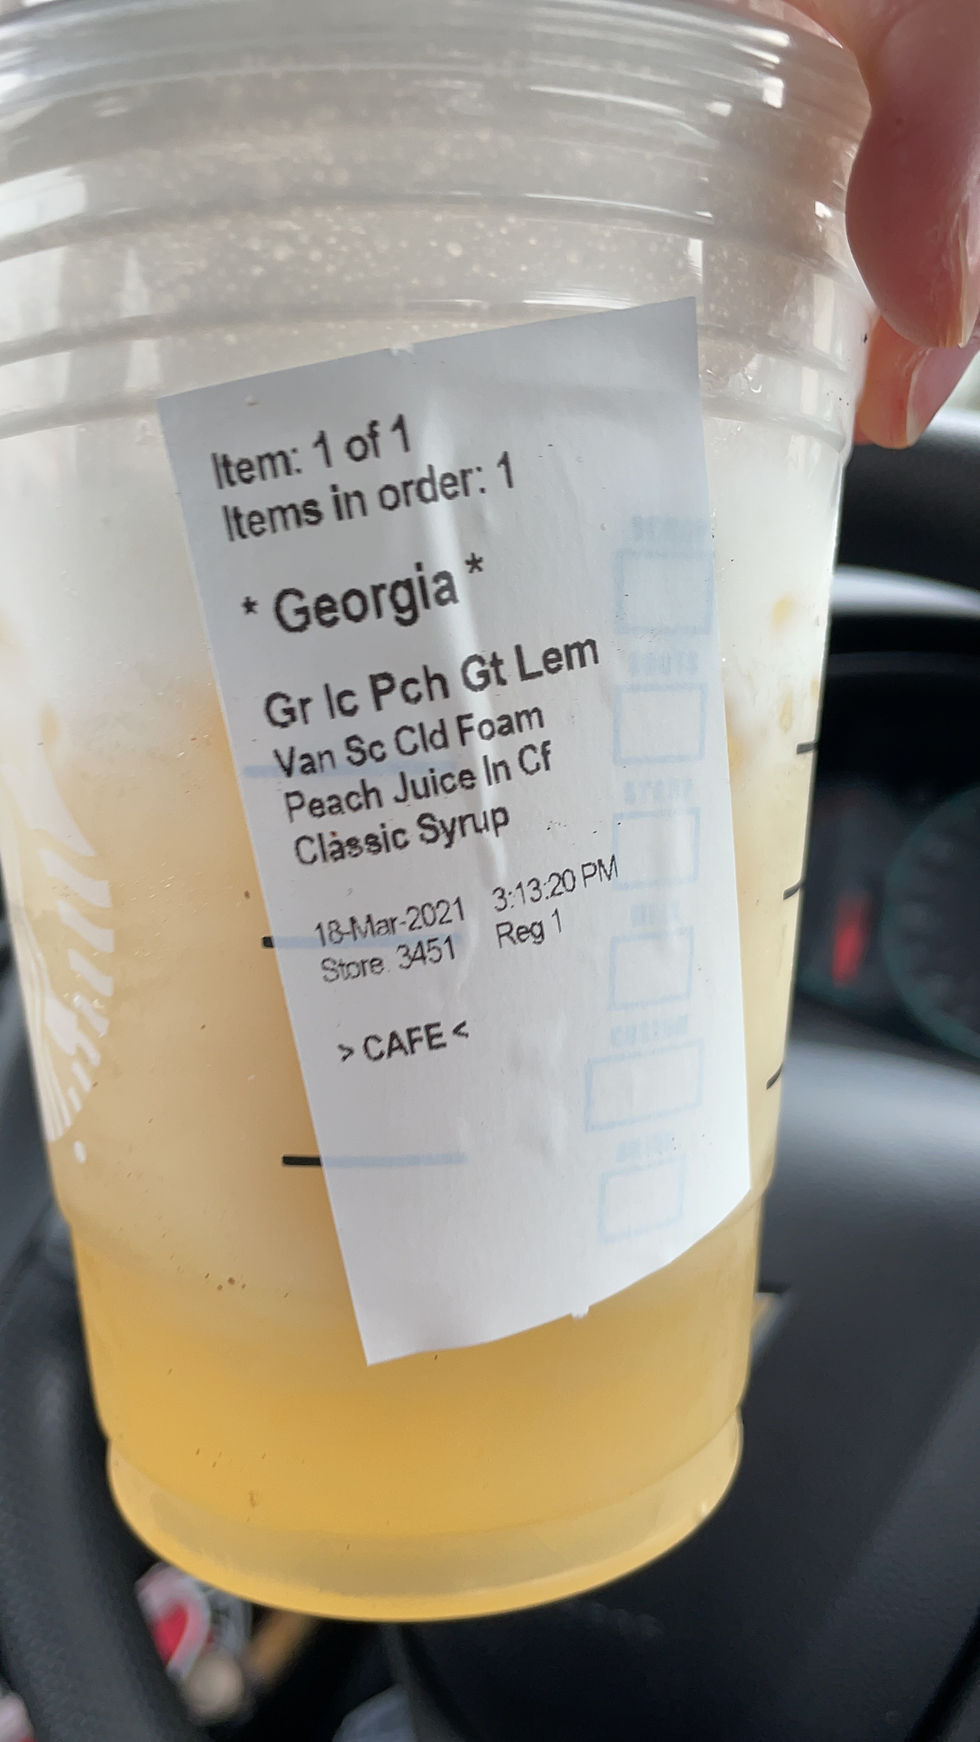 Item: 1 of 1
Items in order: 1
* Georgia *
Gr Ic Pch Gt Lem
Van Sc Cld Foam
Peach Juice In Cf
Classic Syrup
18-Mar-2021 3:13:20 PM
Store. 3451 Reg 1
> CAFE <